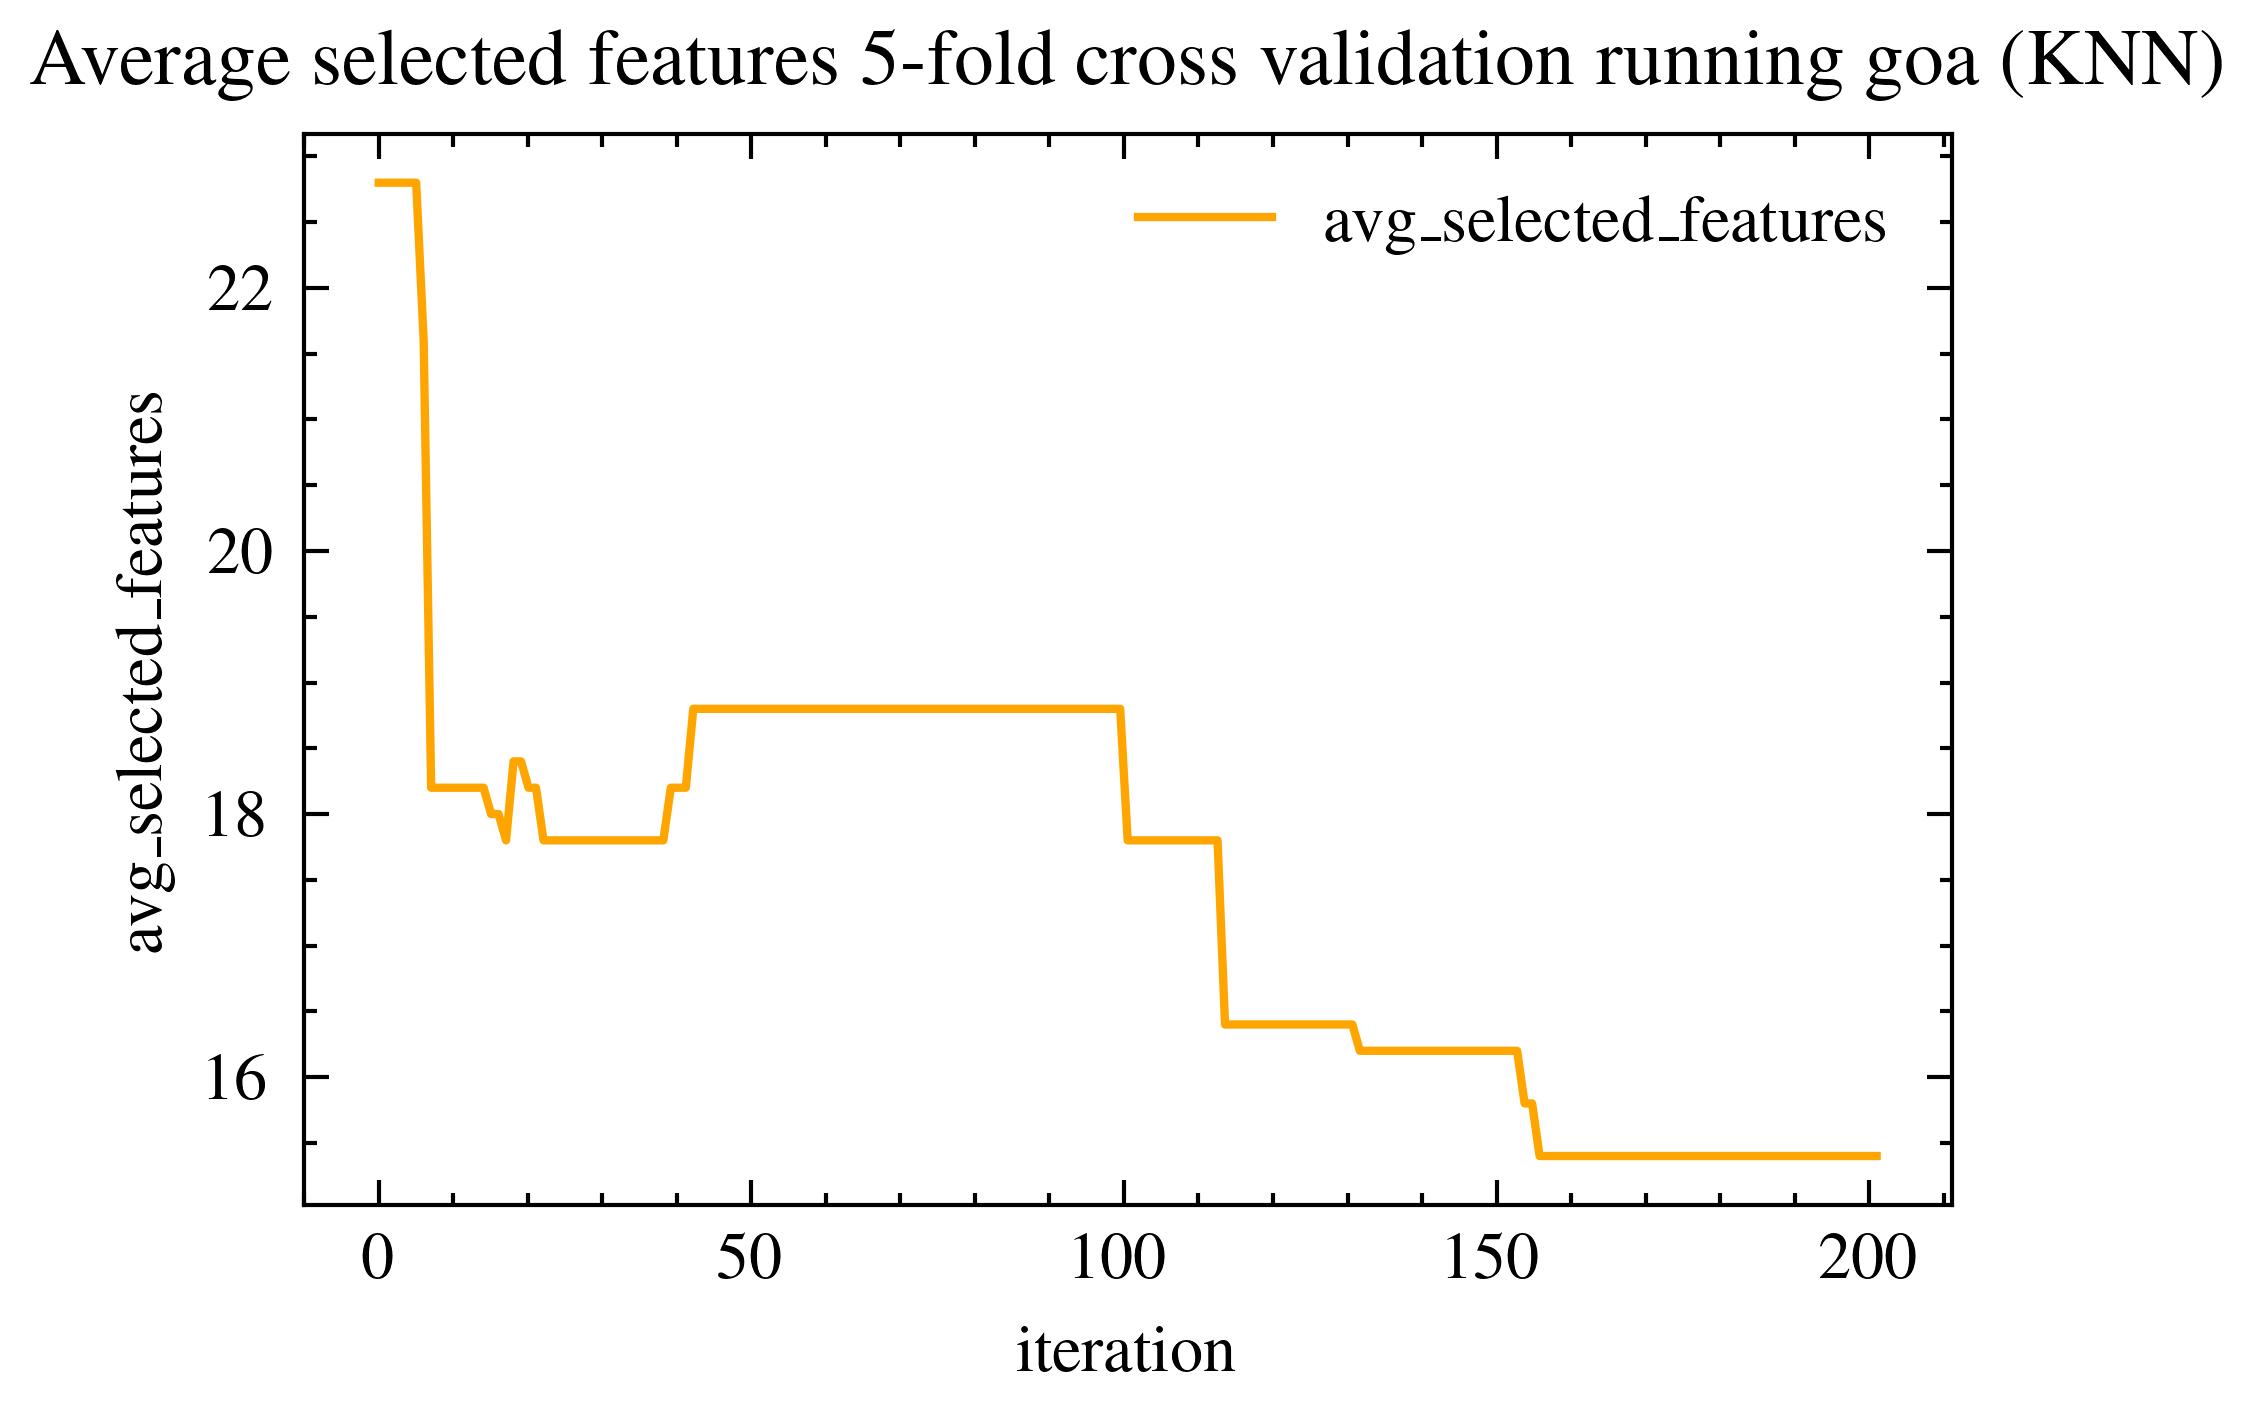 Average selected features 5-fold cross validation running goa (KNN)
avg_selected_features
avg_selected_features
22
20
18
16
0 50 100 150 200
iteration